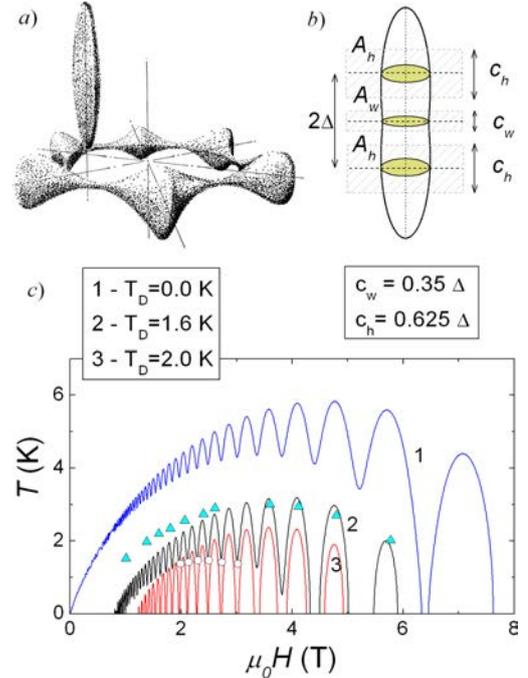 a)
b)
A_h
A_w
A_h
2Δ
c_h
c_w
c_h
c)
1 - T_D=0.0 K
2 - T_D=1.6 K
3 - T_D=2.0 K
c_w = 0.35 Δ
c_h = 0.625 Δ
T (K)
6
4
2
0
1
2
3
0 2 4 6 8
μ_0H (T)